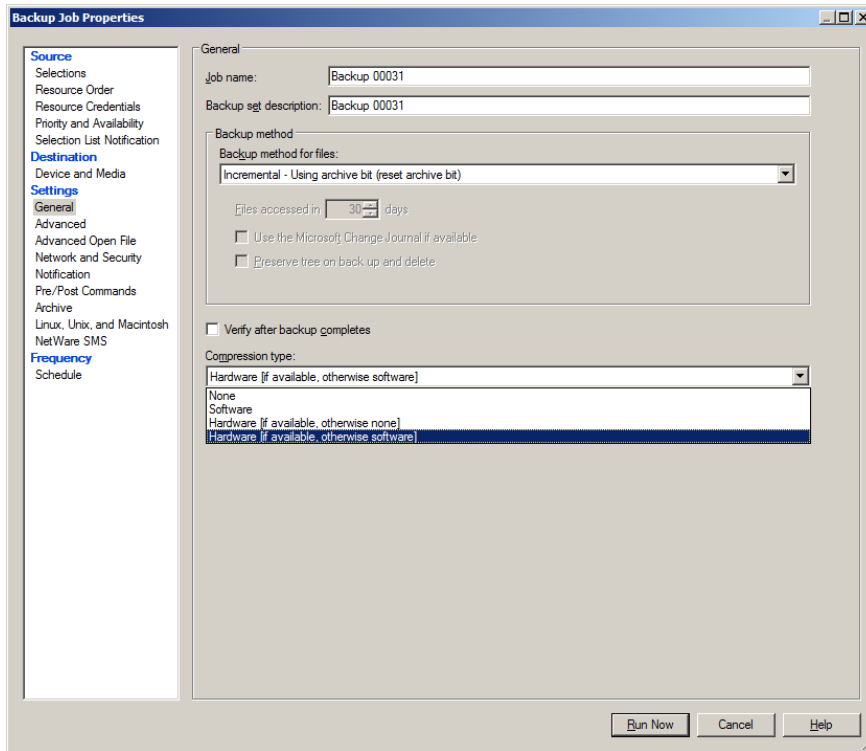 Backup Job Properties
Source
Selections
Resource Order
Resource Credentials
Priority and Availability
Selection List Notification
Destination
Device and Media
Settings
General
Advanced
Advanced Open File
Network and Security
Notification
Pre/Post Commands
Archive
Linux, Unix, and Macintosh
NetWare SMS
Frequency
Schedule
General
Job name: Backup 00031
Backup set description: Backup 00031
Backup method
Backup method for files:
Incremental - Using archive bit (reset archive bit)
Files accessed in 30 days
Use the Microsoft Change Journal if available
Preserve tree on back up and delete
Verify after backup completes
Compression type:
Hardware [if available, otherwise software]
None
Software
Hardware [if available, otherwise none]
Hardware [if available, otherwise software]
Run Now Cancel Help